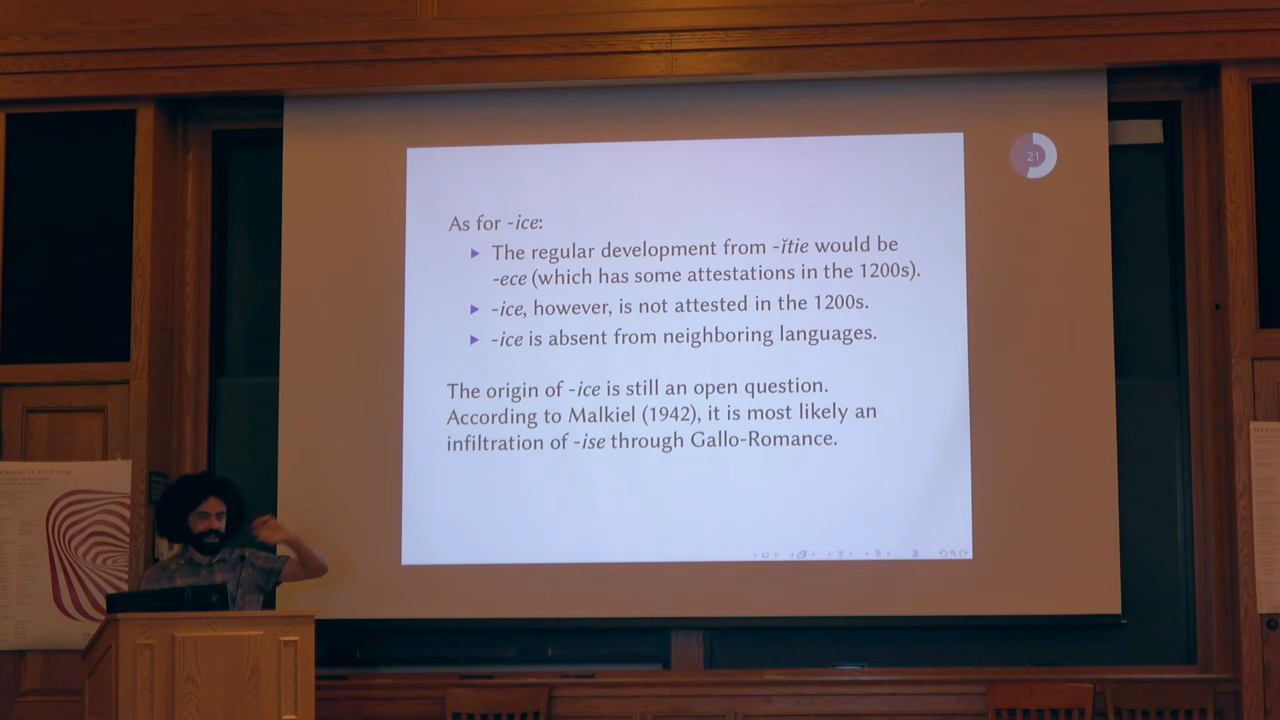 21
As for -ice:
The regular development from -ĭtie would be
-ece (which has some attestations in the 1200s).
-ice, however, is not attested in the 1200s.
-ice is absent from neighboring languages.
The origin of -ice is still an open question.
According to Malkiel (1942), it is most likely an
infiltration of -ise through Gallo-Romance.